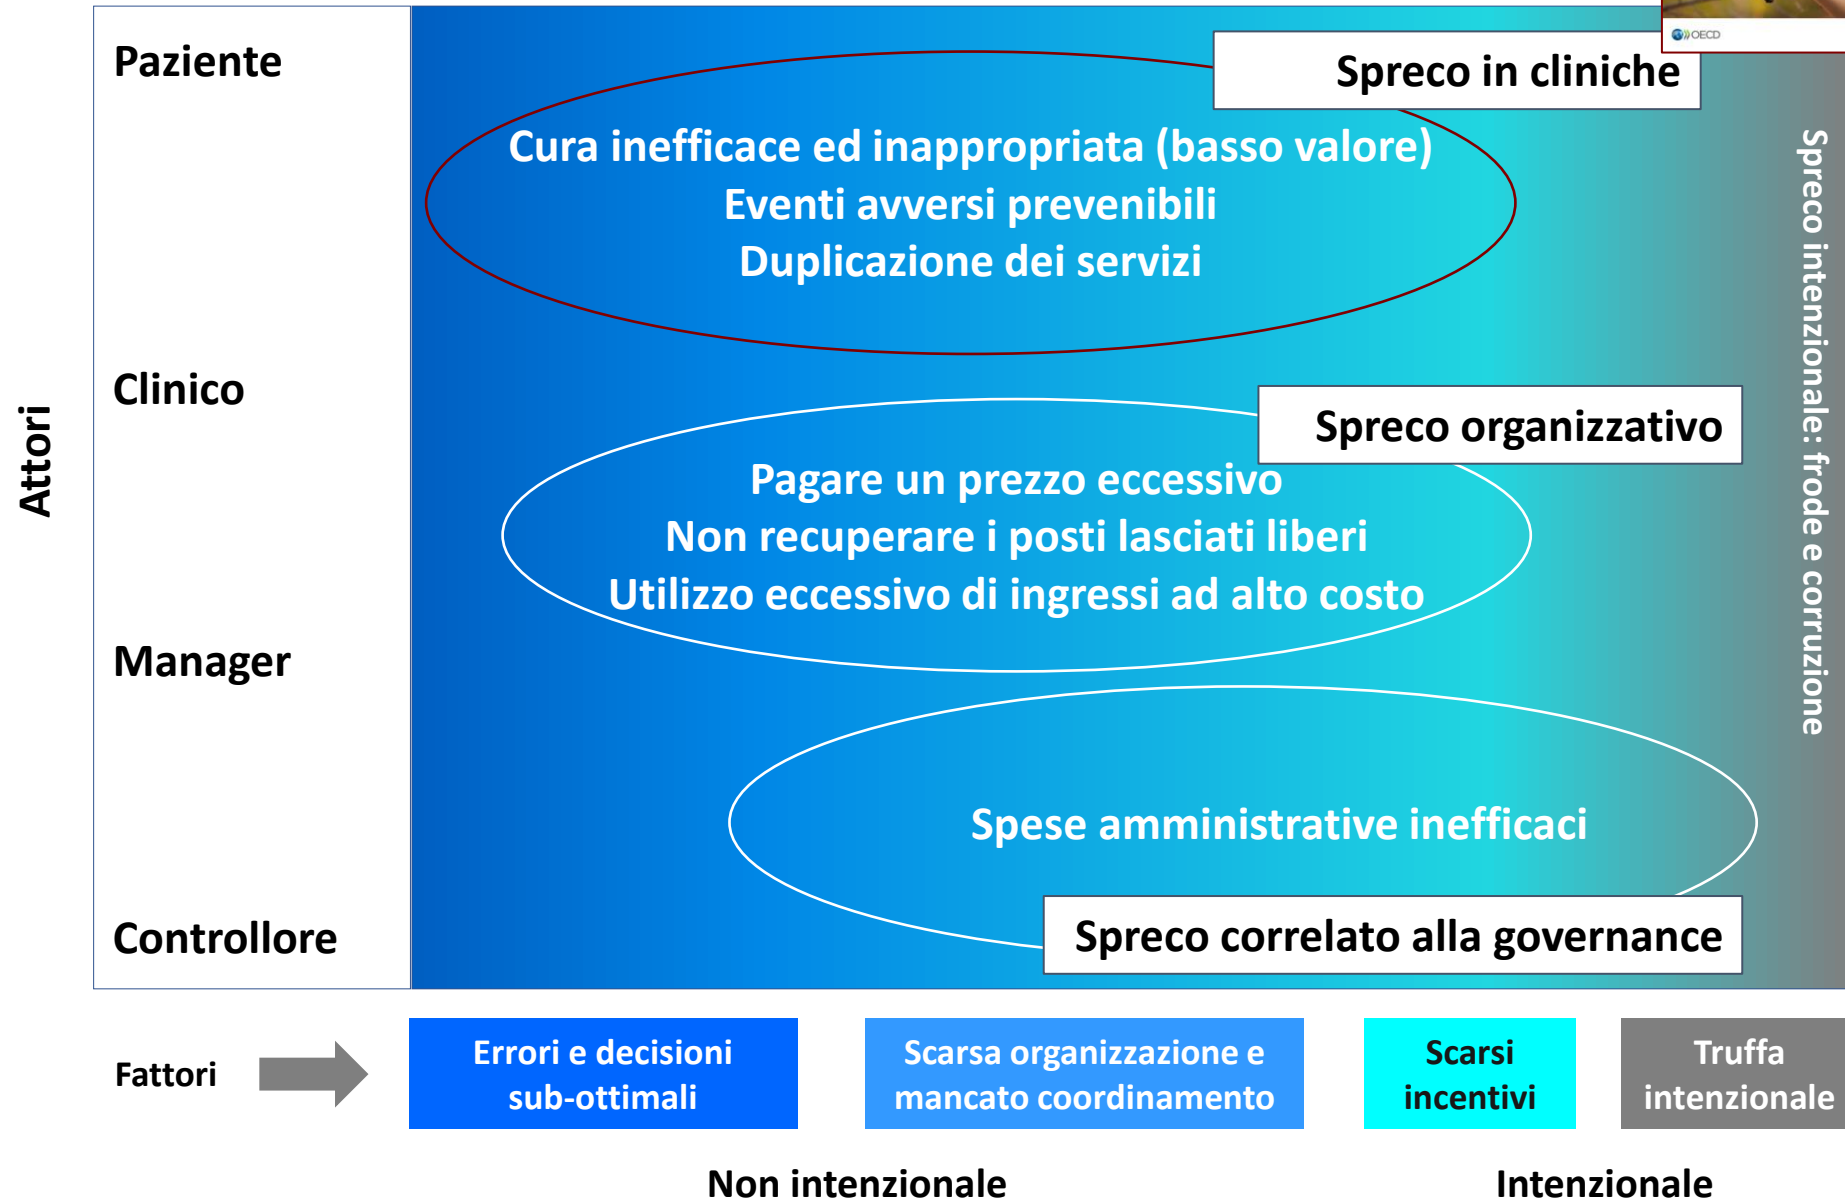 OECD
Attori
Paziente
Clinico
Manager
Controllore
Spreco in cliniche
Cura inefficace ed inappropriata (basso valore)
Eventi avversi prevenibili
Duplicazione dei servizi
Spreco organizzativo
Pagare un prezzo eccessivo
Non recuperare i posti lasciati liberi
Utilizzo eccessivo di ingressi ad alto costo
Spese amministrative inefficaci
Spreco correlato alla governance
Spreco intenzionale: frode e corruzione
Fattori
Errori e decisioni
sub-ottimali
Scarsa organizzazione e
mancato coordinamento
Scarsi
incentivi
Truffa
intenzionale
Non intenzionale
Intenzionale